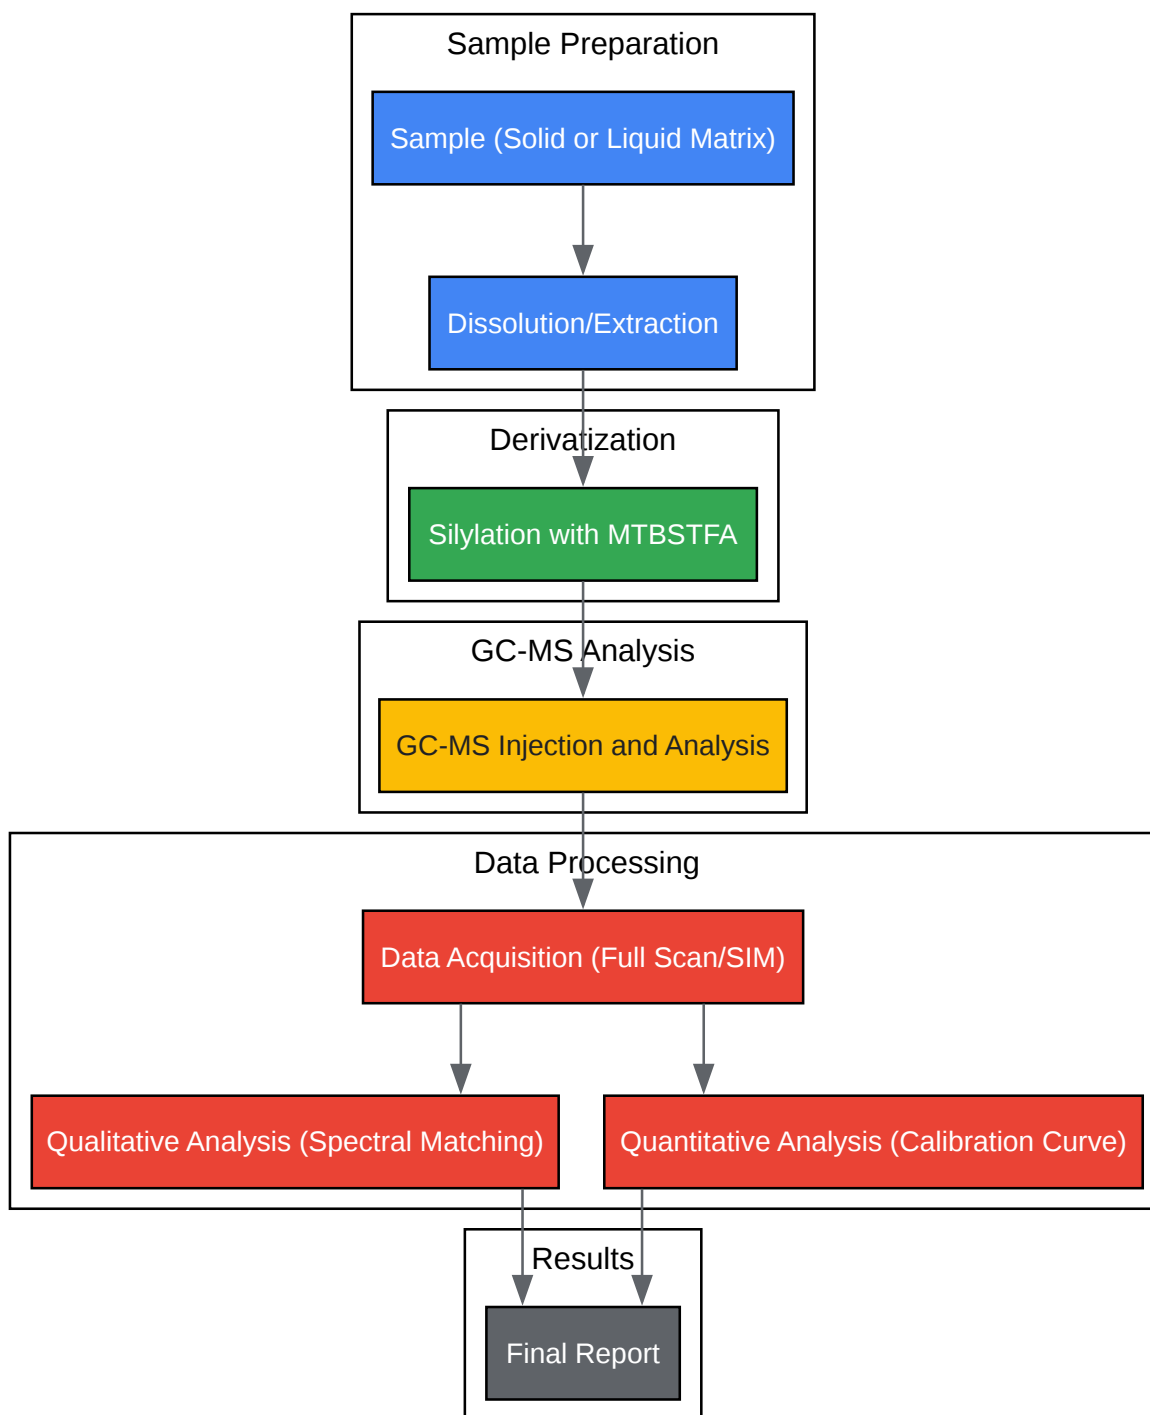 Sample Preparation
Sample (Solid or Liquid Matrix)
Dissolution/Extraction
Derivatization
Silylation with MTBSTFA
GC-MS Analysis
GC-MS Injection and Analysis
Data Processing
Data Acquisition (Full Scan/SIM)
Qualitative Analysis (Spectral Matching)
Quantitative Analysis (Calibration Curve)
Results
Final Report